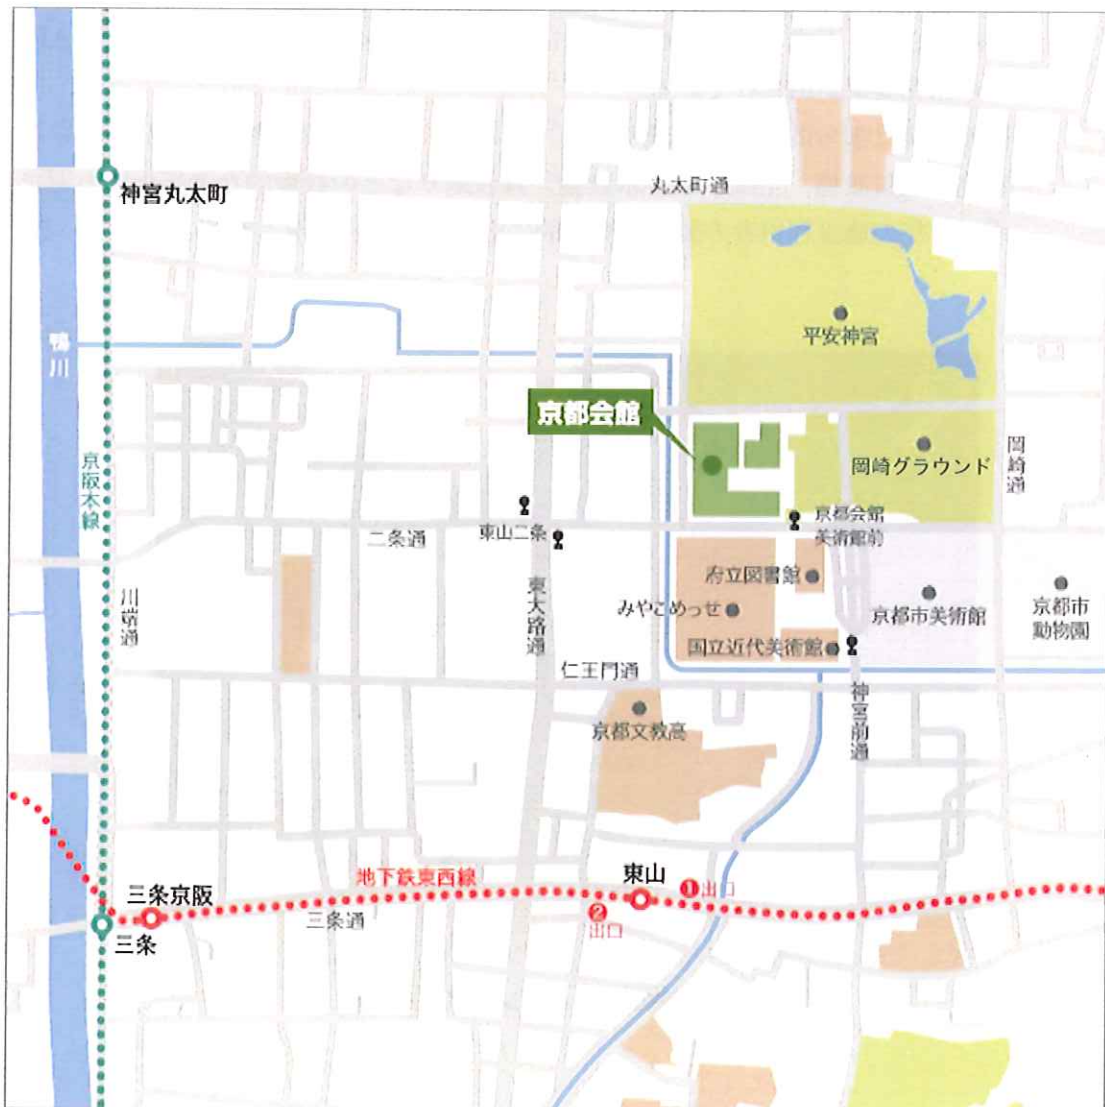 神宮丸太町
丸太町通
鴨川
平安神宮
京都会館
岡崎グラウンド
岡崎通
京阪本線
京都会館
美術館前
二条通
東山二条
府立図書館
みやこめっせ
京都市美術館
京都市
動物園
川端通
東大路通
国立近代美術館
仁王門通
神宮前通
京都文教高
地下鉄東西線
東山
1 出口
2
出口
三条京阪
三条通
三条